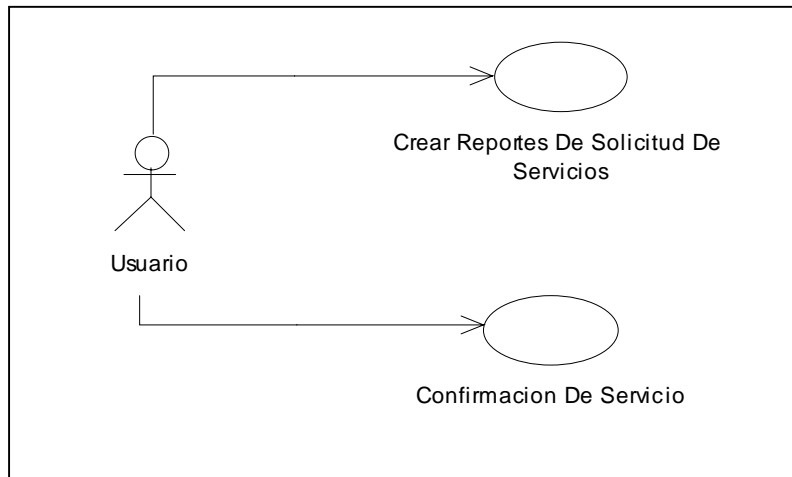 Crear Reportes De Solicitud De
Servicios
Usuario
Confirmacion De Servicio